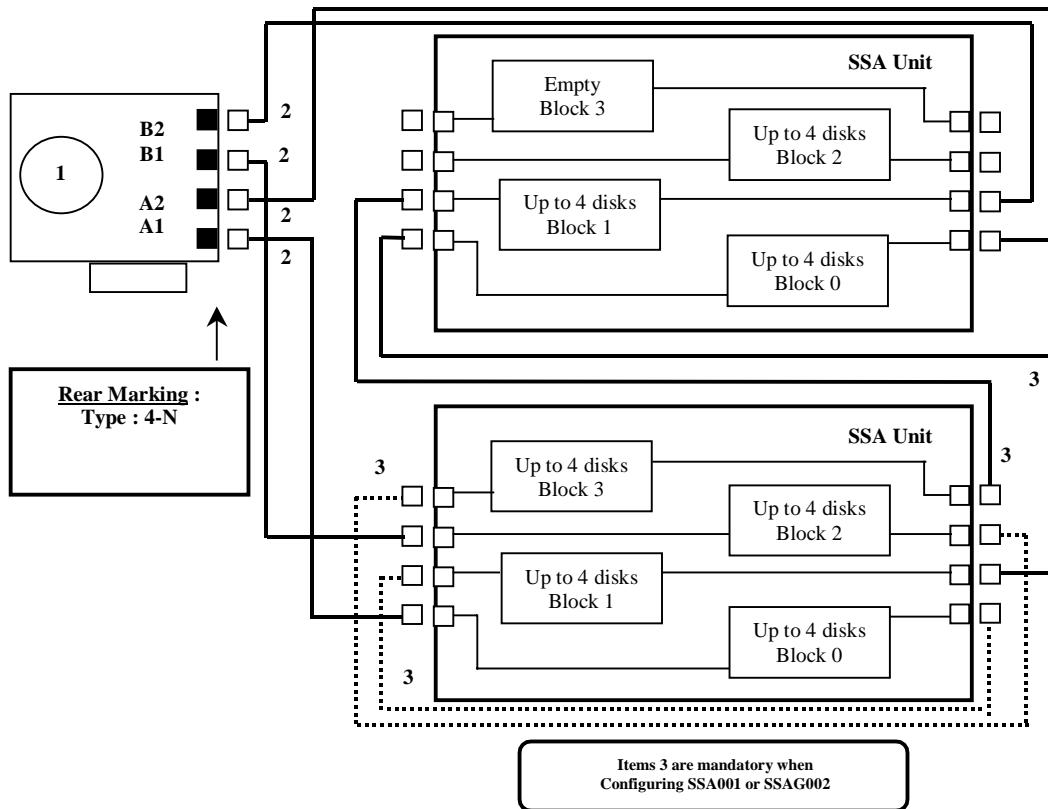 SSA Unit
Empty
Block 3
Up to 4 disks
Block 2
Up to 4 disks
Block 1
Up to 4 disks
Block 0
1
B2
B1
A2
A1
2
2
2
2
Rear Marking :
Type : 4-N
3
SSA Unit
3
3
Up to 4 disks
Block 3
Up to 4 disks
Block 2
Up to 4 disks
Block 1
Up to 4 disks
Block 0
3
Items 3 are mandatory when
Configuring SSA001 or SSAG002